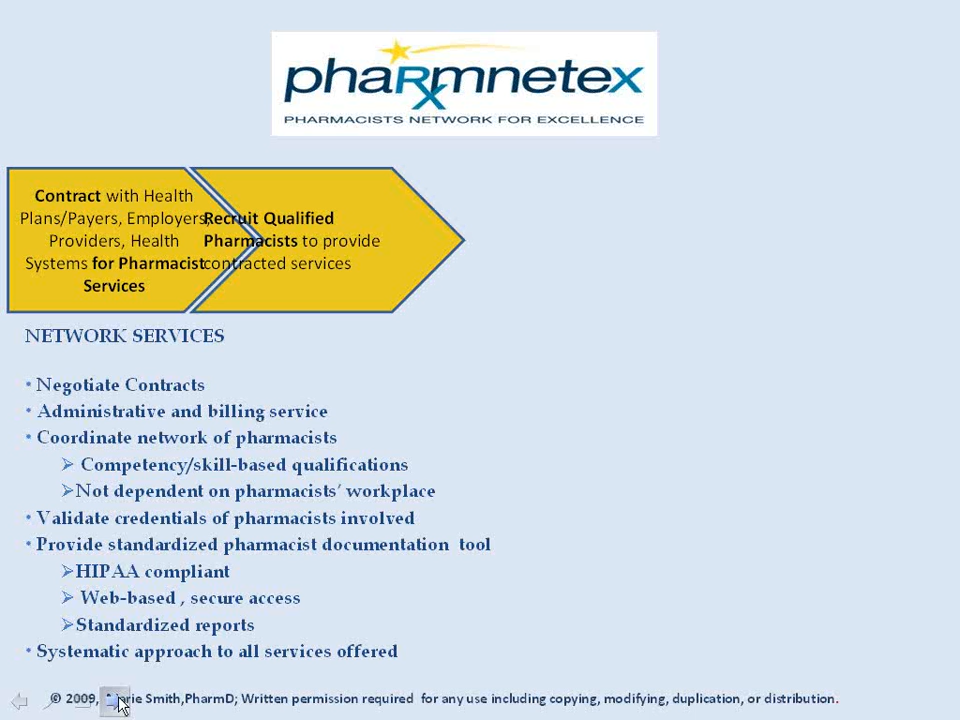 phaRmnetex
PHARMACISTS NETWORK FOR EXCELLENCE
Contract with Health
Plans/Payers, Employers,
Providers, Health
Systems for Pharmacist
Services
Recruit Qualified
Pharmacists to provide
contracted services
NETWORK SERVICES
• Negotiate Contracts
• Administrative and billing service
• Coordinate network of pharmacists
➢ Competency/skill-based qualifications
➢Not dependent on pharmacists’ workplace
• Validate credentials of pharmacists involved
• Provide standardized pharmacist documentation tool
➢HIPAA compliant
➢ Web-based , secure access
➢Standardized reports
• Systematic approach to all services offered
© 2009, Marie Smith,PharmD; Written permission required for any use including copying, modifying, duplication, or distribution.